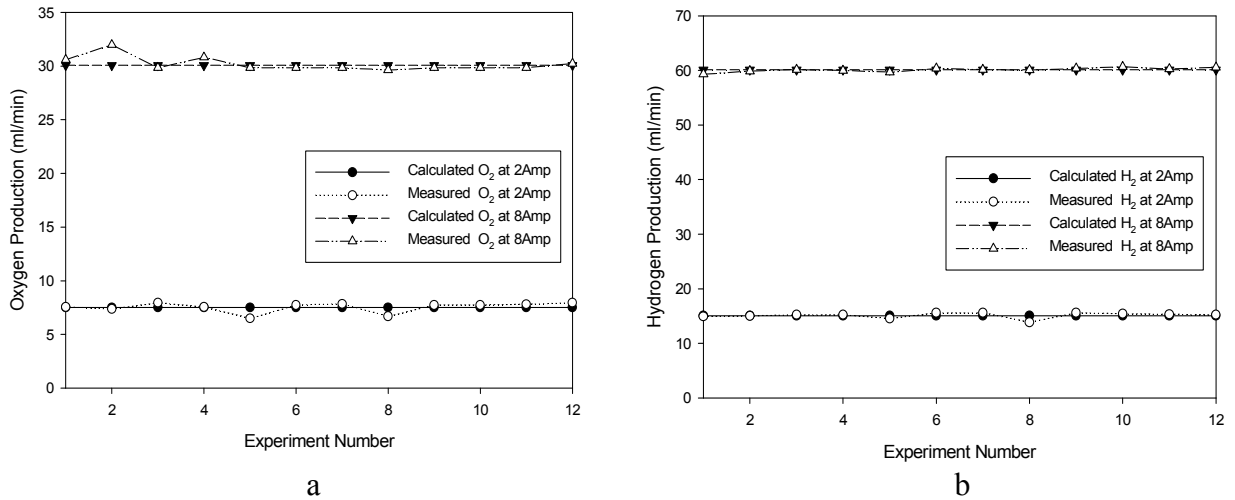 35
30
25
20
15
10
5
0
Oxygen Production (ml/min)
Calculated O2 at 2Amp
Measured O2 at 2Amp
Calculated O2 at 8Amp
Measured O2 at 8Amp
2 4 6 8 10 12
Experiment Number
a
70
60
50
40
30
20
10
0
Hydrogen Production (ml/min)
Calculated H2 at 2Amp
Measured H2 at 2Amp
Calculated H2 at 8Amp
Measured H2 at 8Amp
2 4 6 8 10 12
Experiment Number
b